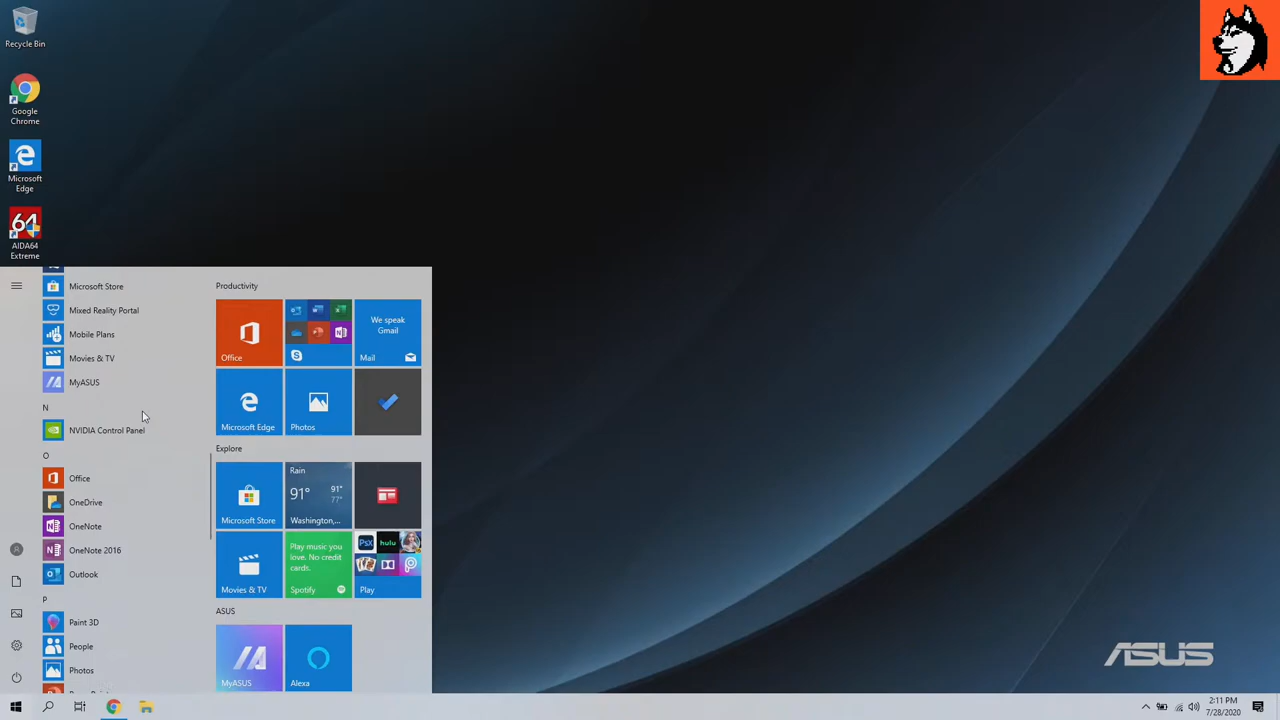 Recycle Bin
Google
Chrome
Microsoft
Edge
64
AIDA64
Extreme
Microsoft Store
Mixed Reality Portal
Mobile Plans
Movies & TV
MyASUS
N
NVIDIA Control Panel
O
Office
OneDrive
OneNote
OneNote 2016
Outlook
P
Paint 3D
People
Photos
Productivity
Office
We speak
Gmail
Mail
Microsoft Edge
Photos
Explore
Microsoft Store
Rain
91°
91°
77°
Washington,...
Movies & TV
Play music you
love. No credit
cards.
Spotify
PsX
hulu
Play
ASUS
MyASUS
Alexa
ASUS
2:11 PM
7/28/2020